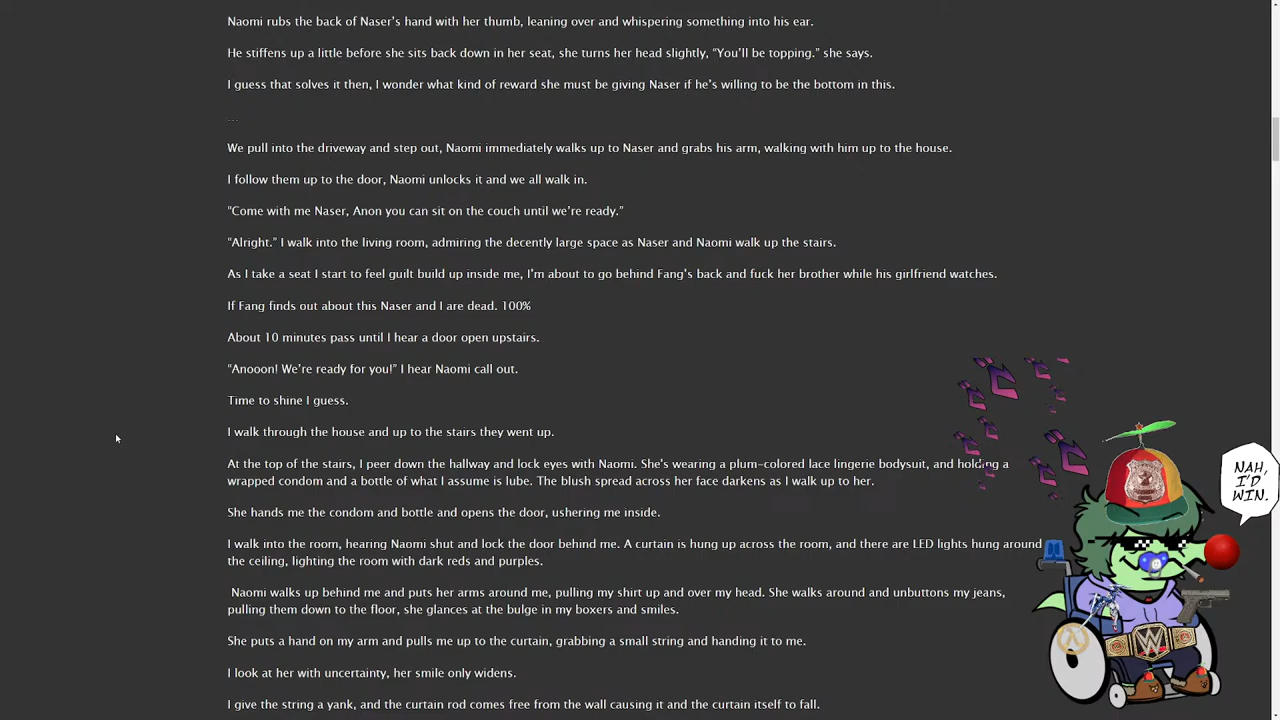 Naomi rubs the back of Naser's hand with her thumb, leaning over and whispering something into his ear.
He stiffens up a little before she sits back down in her seat, she turns her head slightly, "You'll be topping." she says.
I guess that solves it then, I wonder what kind of reward she must be giving Naser if he's willing to be the bottom in this.
...
We pull into the driveway and step out, Naomi immediately walks up to Naser and grabs his arm, walking with him up to the house.
I follow them up to the door, Naomi unlocks it and we all walk in.
"Come with me Naser, Anon you can sit on the couch until we're ready."
"Alright." I walk into the living room, admiring the decently large space as Naser and Naomi walk up the stairs.
As I take a seat I start to feel guilt build up inside me, I'm about to go behind Fang's back and fuck her brother while his girlfriend watches.
If Fang finds out about this Naser and I are dead. 100%
About 10 minutes pass until I hear a door open upstairs.
"Anooon! We're ready for you!" I hear Naomi call out.
Time to shine I guess.
I walk through the house and up to the stairs they went up.
At the top of the stairs, I peer down the hallway and lock eyes with Naomi. She's wearing a plum-colored lace lingerie bodysuit, and holding a
wrapped condom and a bottle of what I assume is lube. The blush spread across her face darkens as I walk up to her.
She hands me the condom and bottle and opens the door, ushering me inside.
I walk into the room, hearing Naomi shut and lock the door behind me. A curtain is hung up across the room, and there are LED lights hung around
the ceiling, lighting the room with dark reds and purples.
Naomi walks up behind me and puts her arms around me, pulling my shirt up and over my head. She walks around and unbuttons my jeans,
pulling them down to the floor, she glances at the bulge in my boxers and smiles.
She puts a hand on my arm and pulls me up to the curtain, grabbing a small string and handing it to me.
I look at her with uncertainty, her smile only widens.
I give the string a yank, and the curtain rod comes free from the wall causing it and the curtain itself to fall.
NAH,
I'D
WIN.
W